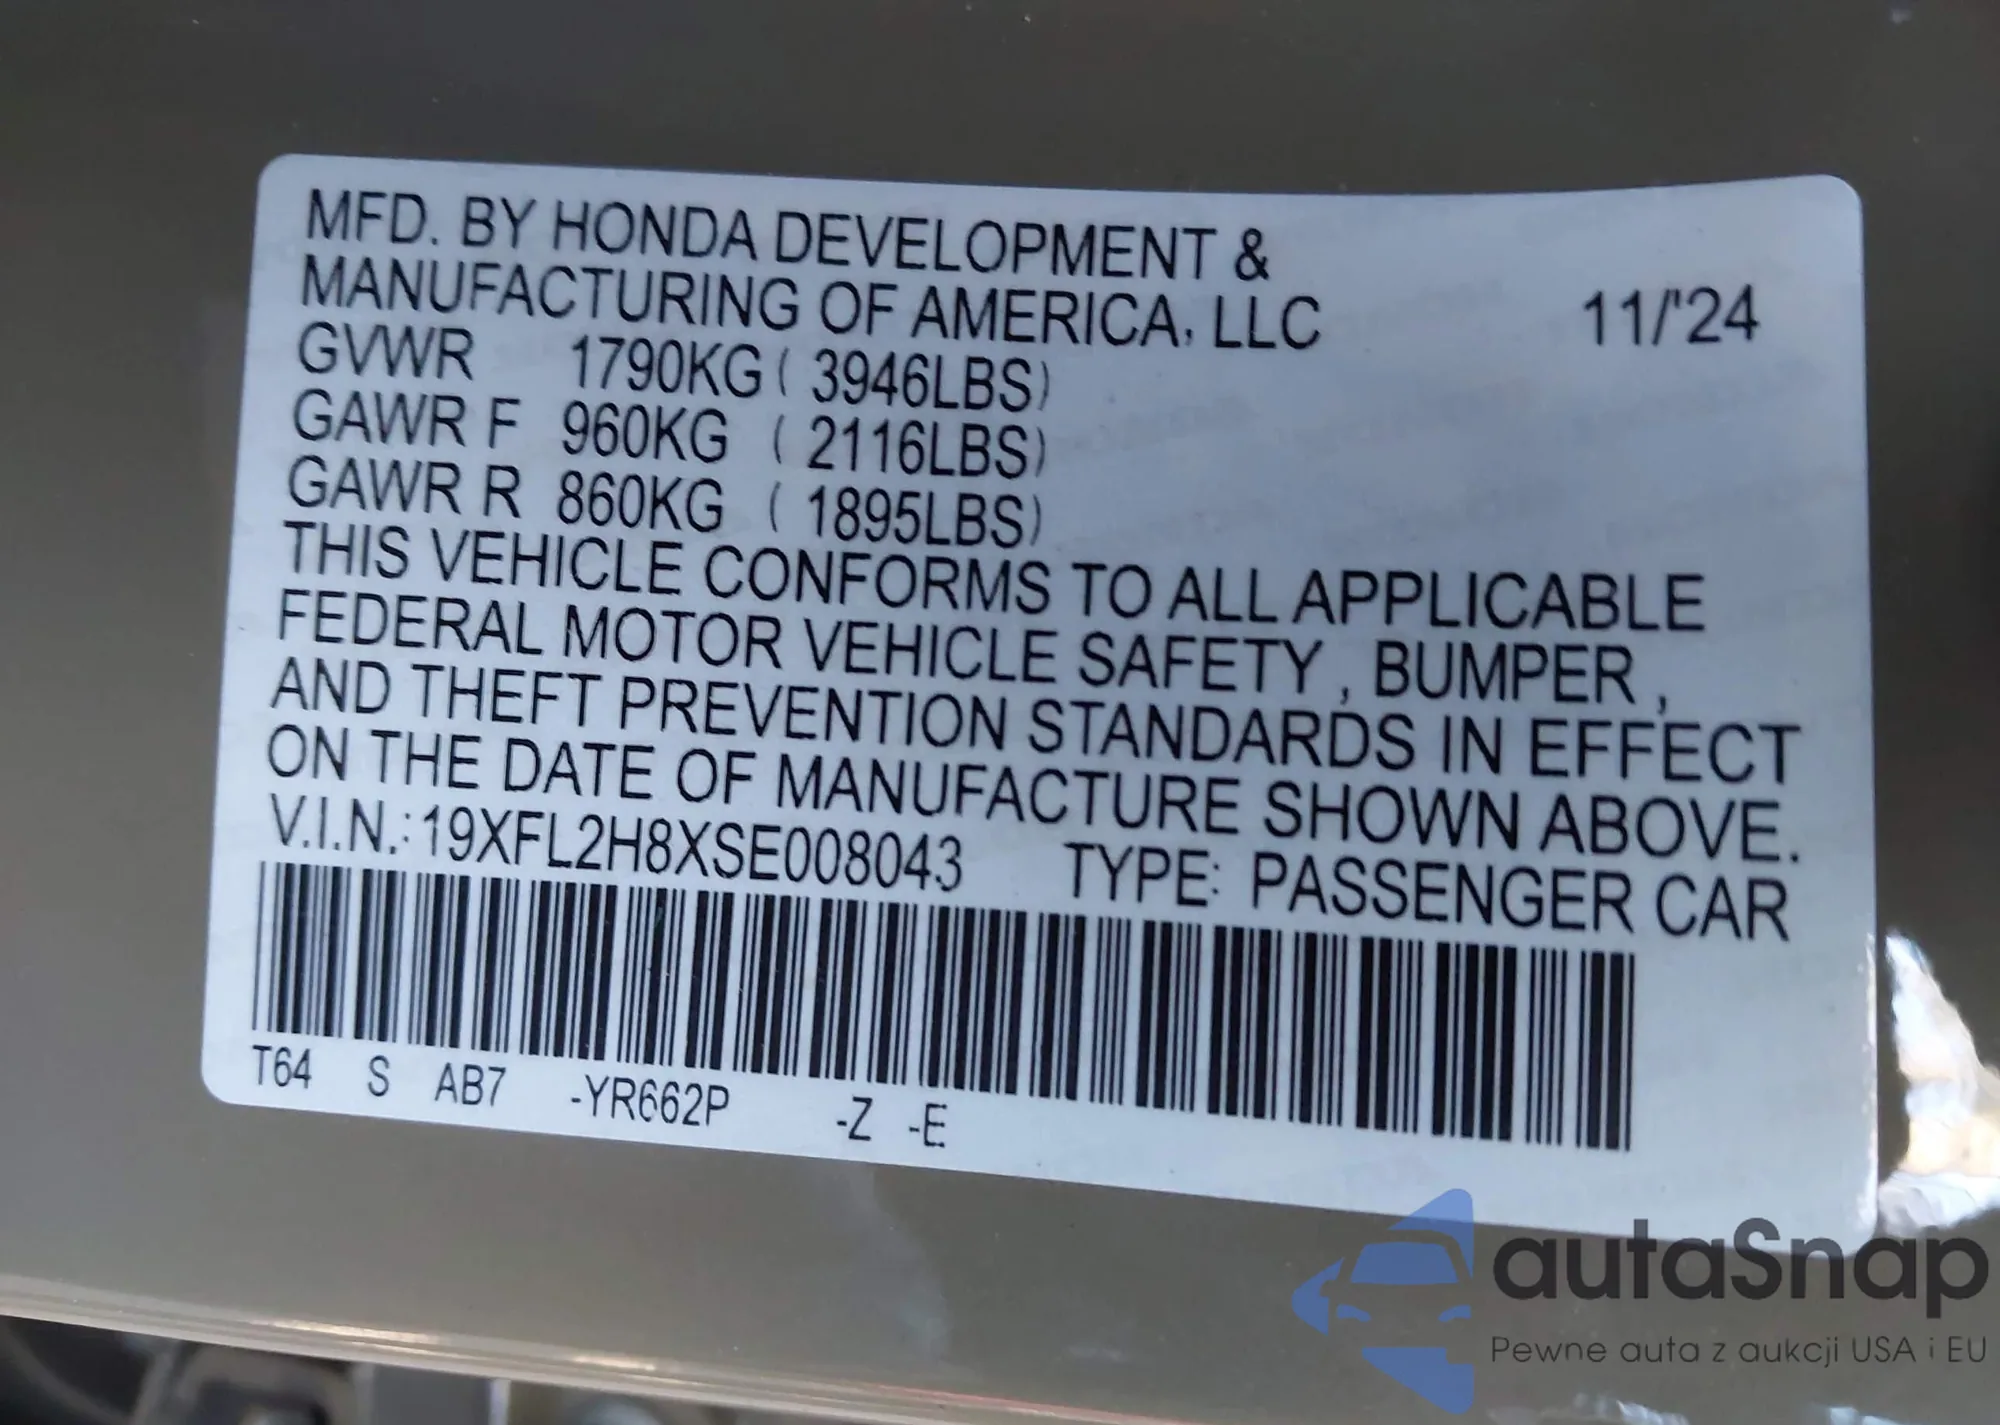 MFD. BY HONDA DEVELOPMENT &
MANUFACTURING OF AMERICA, LLC 11/'24
GVWR 1790KG ( 3946LBS)
GAWR F 960KG ( 2116LBS)
GAWR R 860KG ( 1895LBS)
THIS VEHICLE CONFORMS TO ALL APPLICABLE
FEDERAL MOTOR VEHICLE SAFETY , BUMPER ,
AND THEFT PREVENTION STANDARDS IN EFFECT
ON THE DATE OF MANUFACTURE SHOWN ABOVE.
V.I.N.: 19XFL2H8XSE008043 TYPE: PASSENGER CAR
T64 S AB7 -YR662P -Z -E
autaSnap
Pewne auta z aukcji USA i EU